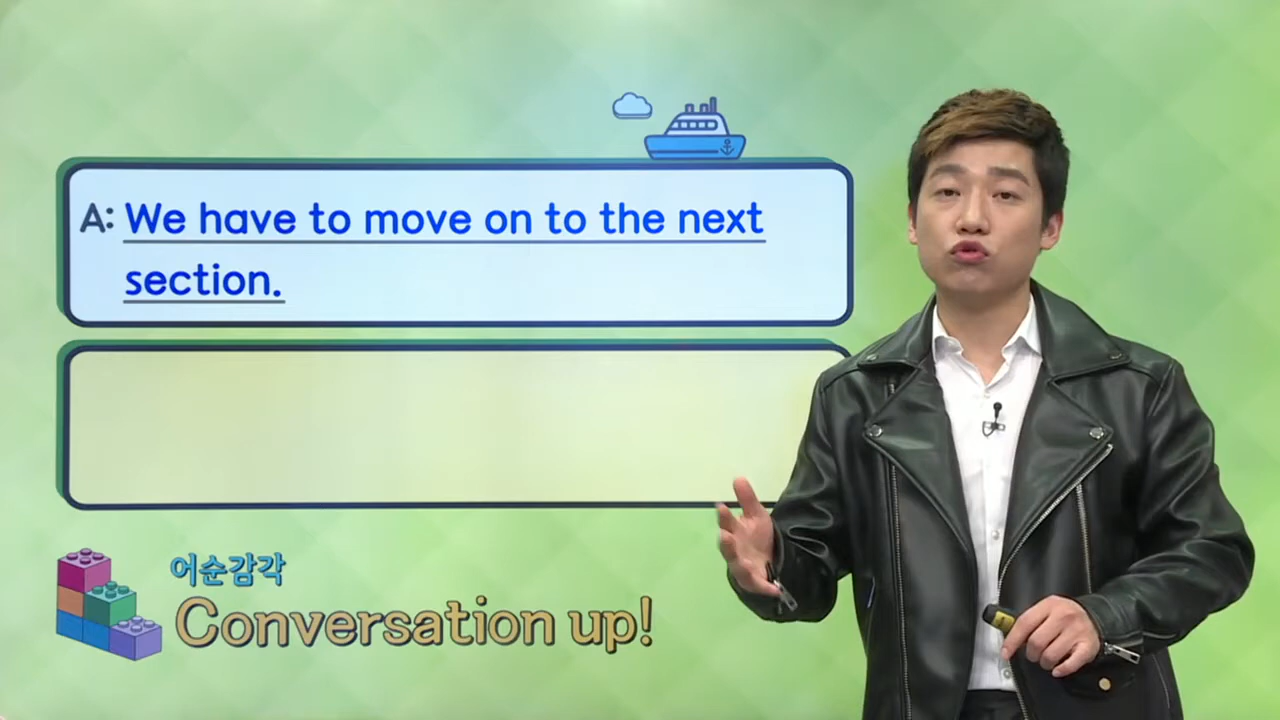 A: We have to move on to the next
section.
어순감각
Conversation up!